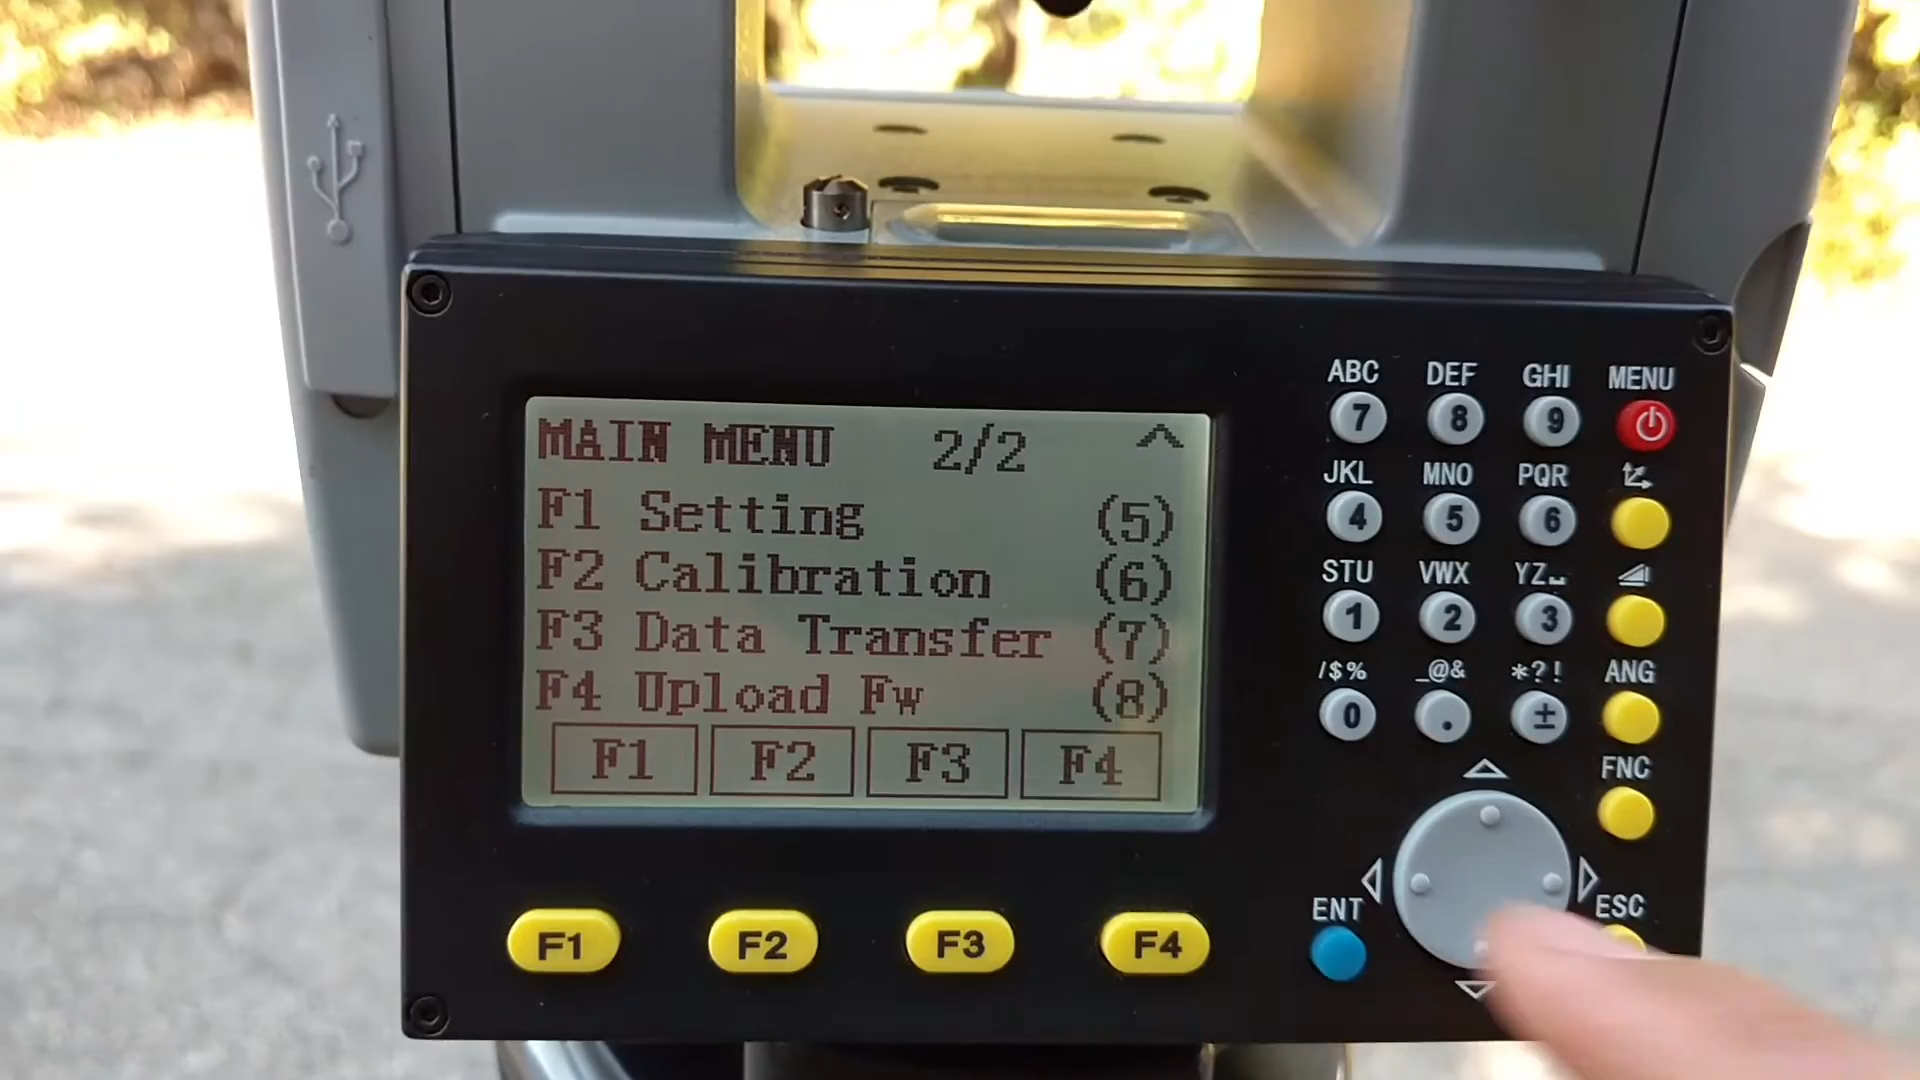 MAIN MENU 2/2 ^
F1 Setting (5)
F2 Calibration (6)
F3 Data Transfer (7)
F4 Upload Fw (8)
F1 F2 F3 F4
F1 F2 F3 F4
ABC DEF GHI MENU
7 8 9
JKL MNO PQR
4 5 6
STU VWX YZ␣
1 2 3
/$% _@& *?! ANG
0 . ±
FNC
ENT ESC